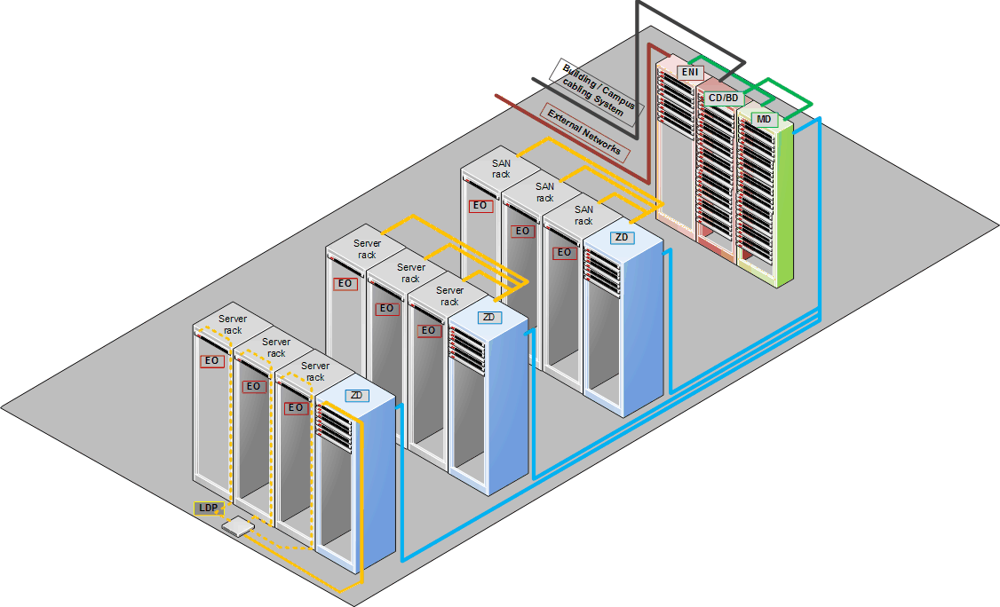 Building / Campus
cabling System
External Networks
ENI
CD/BD
MD
SAN
rack
SAN
rack
SAN
rack
EO
EO
EO
ZD
Server
rack
Server
rack
Server
rack
EO
EO
EO
ZD
Server
rack
Server
rack
Server
rack
EO
EO
EO
ZD
LDP